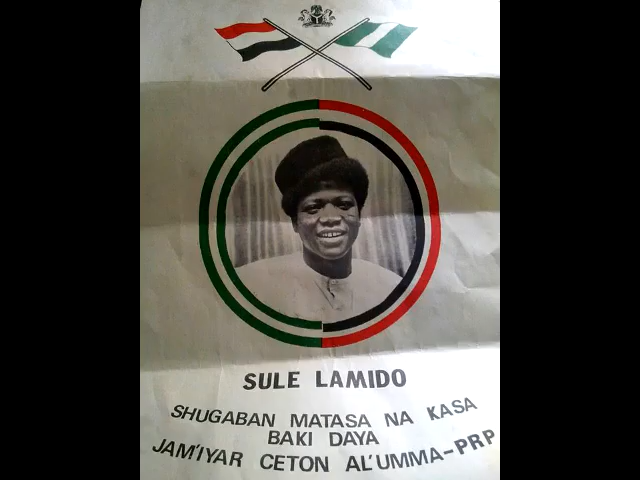 SULE LAMIDO
SHUGABAN MATASA NA KASA
BAKI DAYA
JAM'IYAR CETON AL'UMMA-PRP